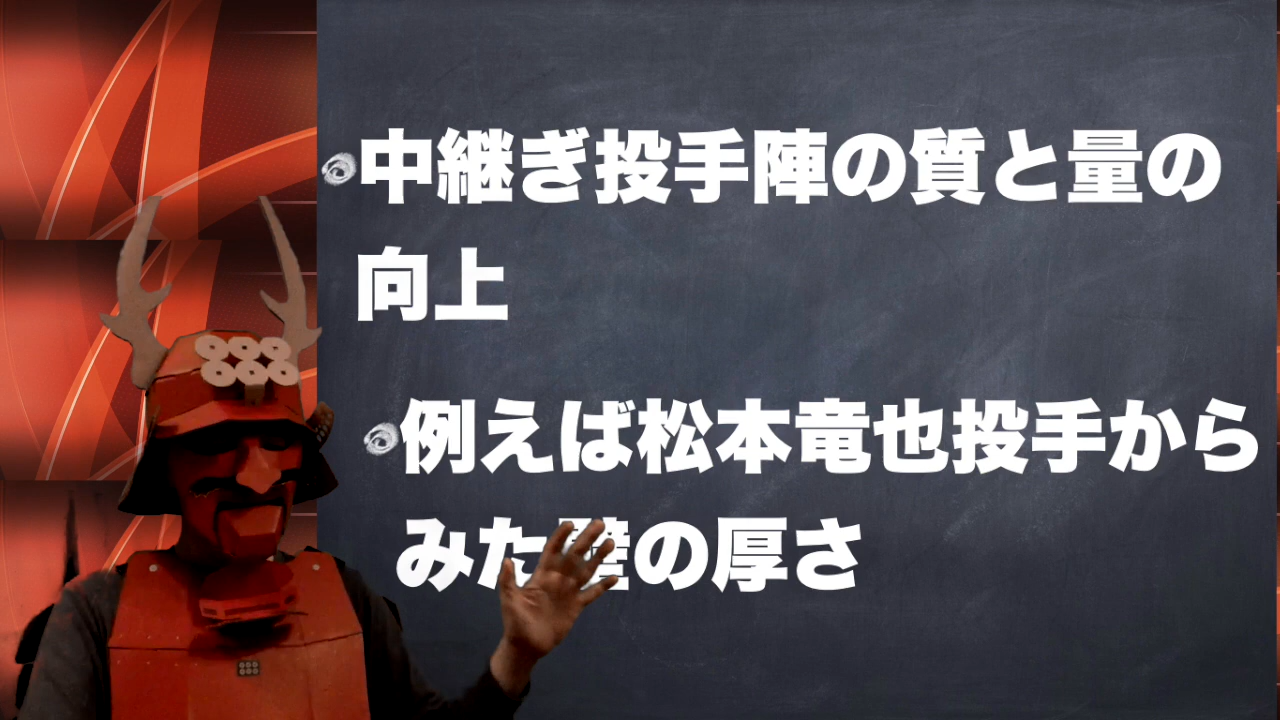 中継ぎ投手陣の質と量の
向上
例えば松本竜也投手から
みた壁の厚さ